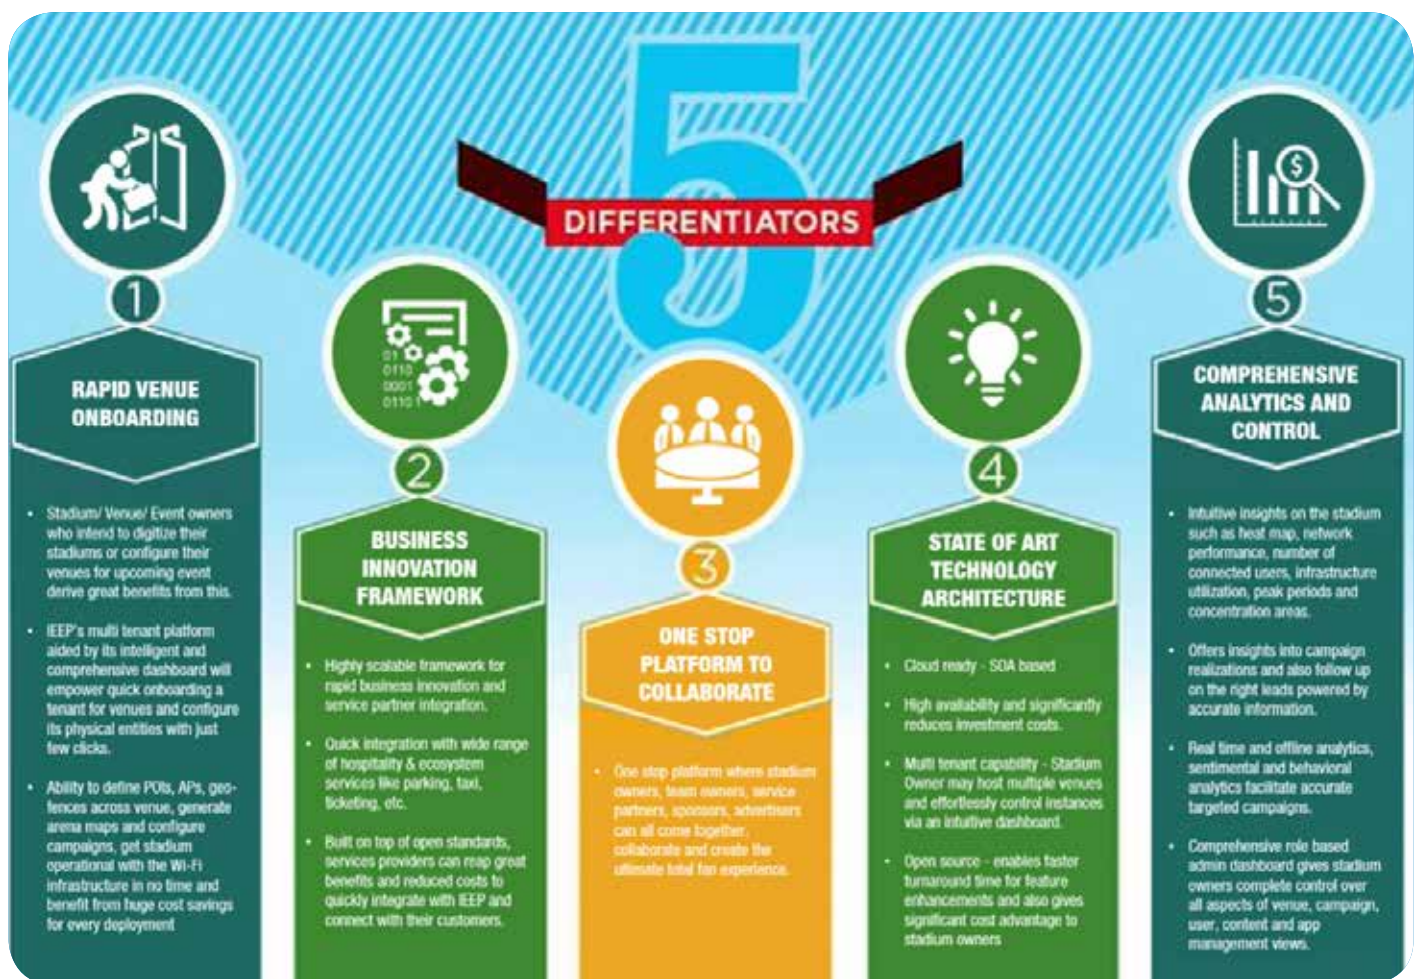 5
DIFFERENTIATORS
1
RAPID VENUE
ONBOARDING
• Stadium/ Venue/ Event owners
who intend to digitize their
stadiums or configure their
venues for upcoming event
derive great benefits from this.
• IEEP's multi tenant platform
aided by its intelligent and
comprehensive dashboard will
empower quick onboarding a
tenant for venues and configure
its physical entities with just
few clicks.
• Ability to define POIs, APs, geo-
fences across venue, generate
arena maps and configure
campaigns, get stadium
operational with the Wi-Fi
infrastructure in no time and
benefit from huge cost savings
for every deployment
01
0110
0001
0110 1
2
BUSINESS
INNOVATION
FRAMEWORK
• Highly scalable framework for
rapid business innovation and
service partner integration.
• Quick integration with wide range
of hospitality & ecosystem
services like parking, taxi,
ticketing, etc.
• Built on top of open standards,
services providers can reap great
benefits and reduced costs to
quickly integrate with IEEP and
connect with their customers.
3
ONE STOP
PLATFORM TO
COLLABORATE
• One stop platform where stadium
owners, team owners, service
partners, sponsors, advertisers
can all come together,
collaborate and create the
ultimate total fan experience.
4
STATE OF ART
TECHNOLOGY
ARCHITECTURE
• Cloud ready - SOA based
• High availability and significantly
reduces investment costs.
• Multi tenant capability - Stadium
Owner may host multiple venues
and effortlessly control instances
via an intuitive dashboard.
• Open source - enables faster
turnaround time for feature
enhancements and also gives
significant cost advantage to
stadium owners
$
5
COMPREHENSIVE
ANALYTICS AND
CONTROL
• Intuitive insights on the stadium
such as heat map, network
performance, number of
connected users, infrastructure
utilization, peak periods and
concentration areas.
• Offers insights into campaign
realizations and also follow up
on the right leads powered by
accurate information.
• Real time and offline analytics,
sentimental and behavioral
analytics facilitate accurate
targeted campaigns.
• Comprehensive role based
admin dashboard gives stadium
owners complete control over
all aspects of venue, campaign,
user, content and app
management views.